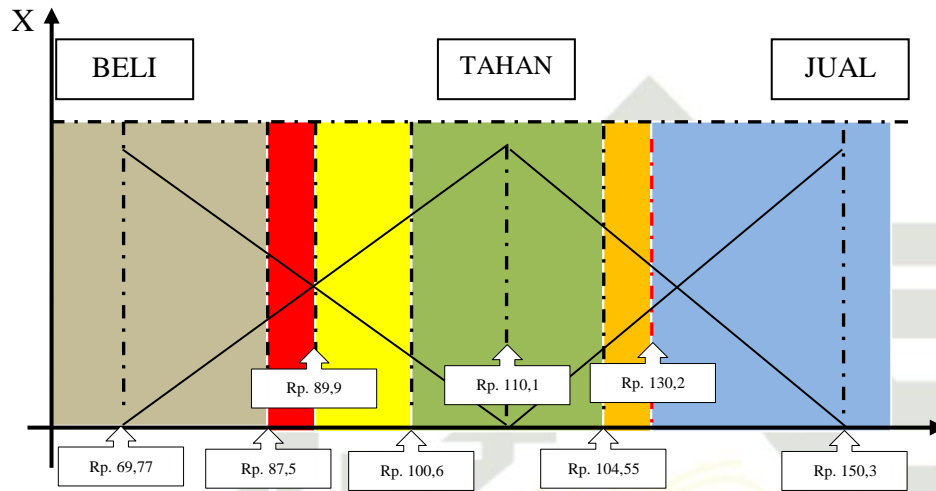 X
BELI
TAHAN
JUAL
Rp. 89,9
Rp. 110,1
Rp. 130,2
Rp. 69,77
Rp. 87,5
Rp. 100,6
Rp. 104,55
Rp. 150,3